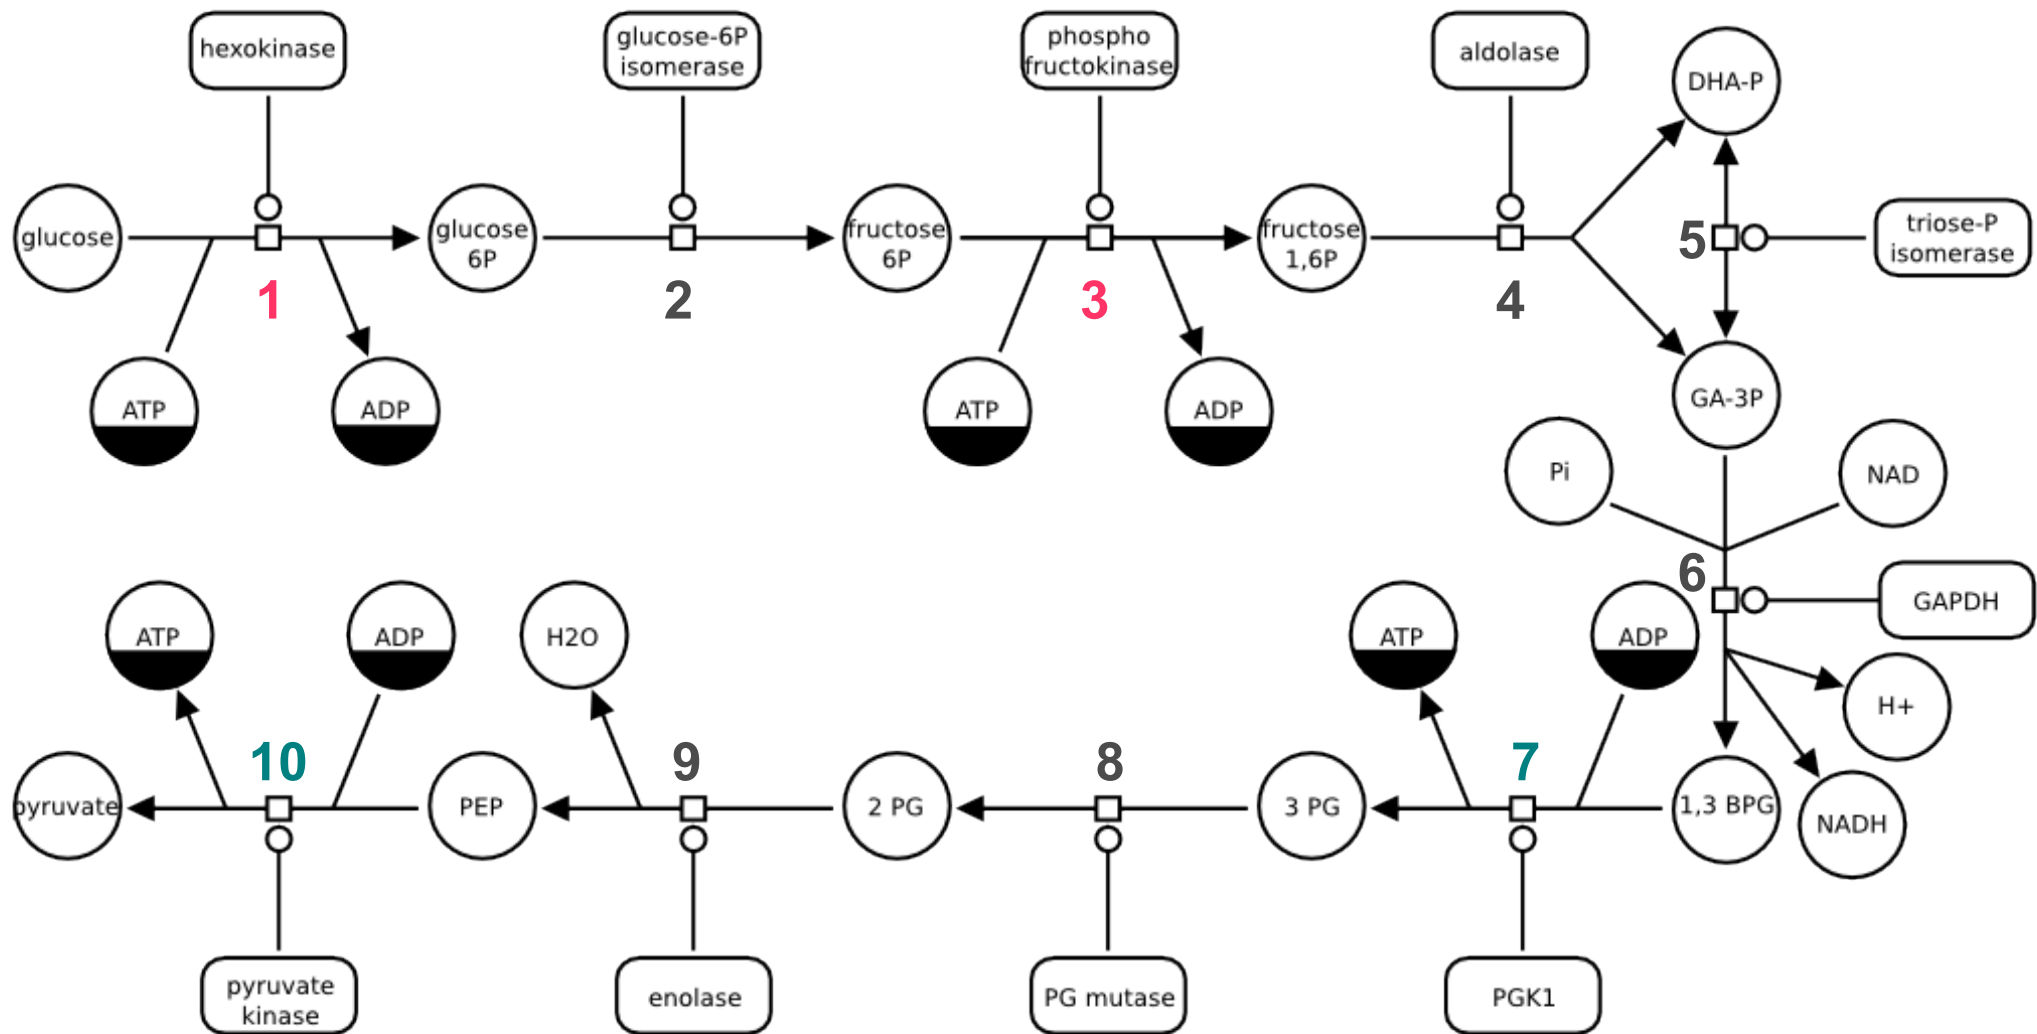 hexokinase
glucose-6P
isomerase
phospho
fructokinase
aldolase
DHA-P
glucose
glucose
6P
fructose
6P
fructose
1,6P
5
triose-P
isomerase
1
2
3
4
ATP
ADP
ATP
ADP
GA-3P
Pi
NAD
6
GAPDH
ATP
ADP
H2O
ATP
ADP
H+
10
9
8
7
pyruvate
PEP
2 PG
3 PG
1,3 BPG
NADH
pyruvate
kinase
enolase
PG mutase
PGK1